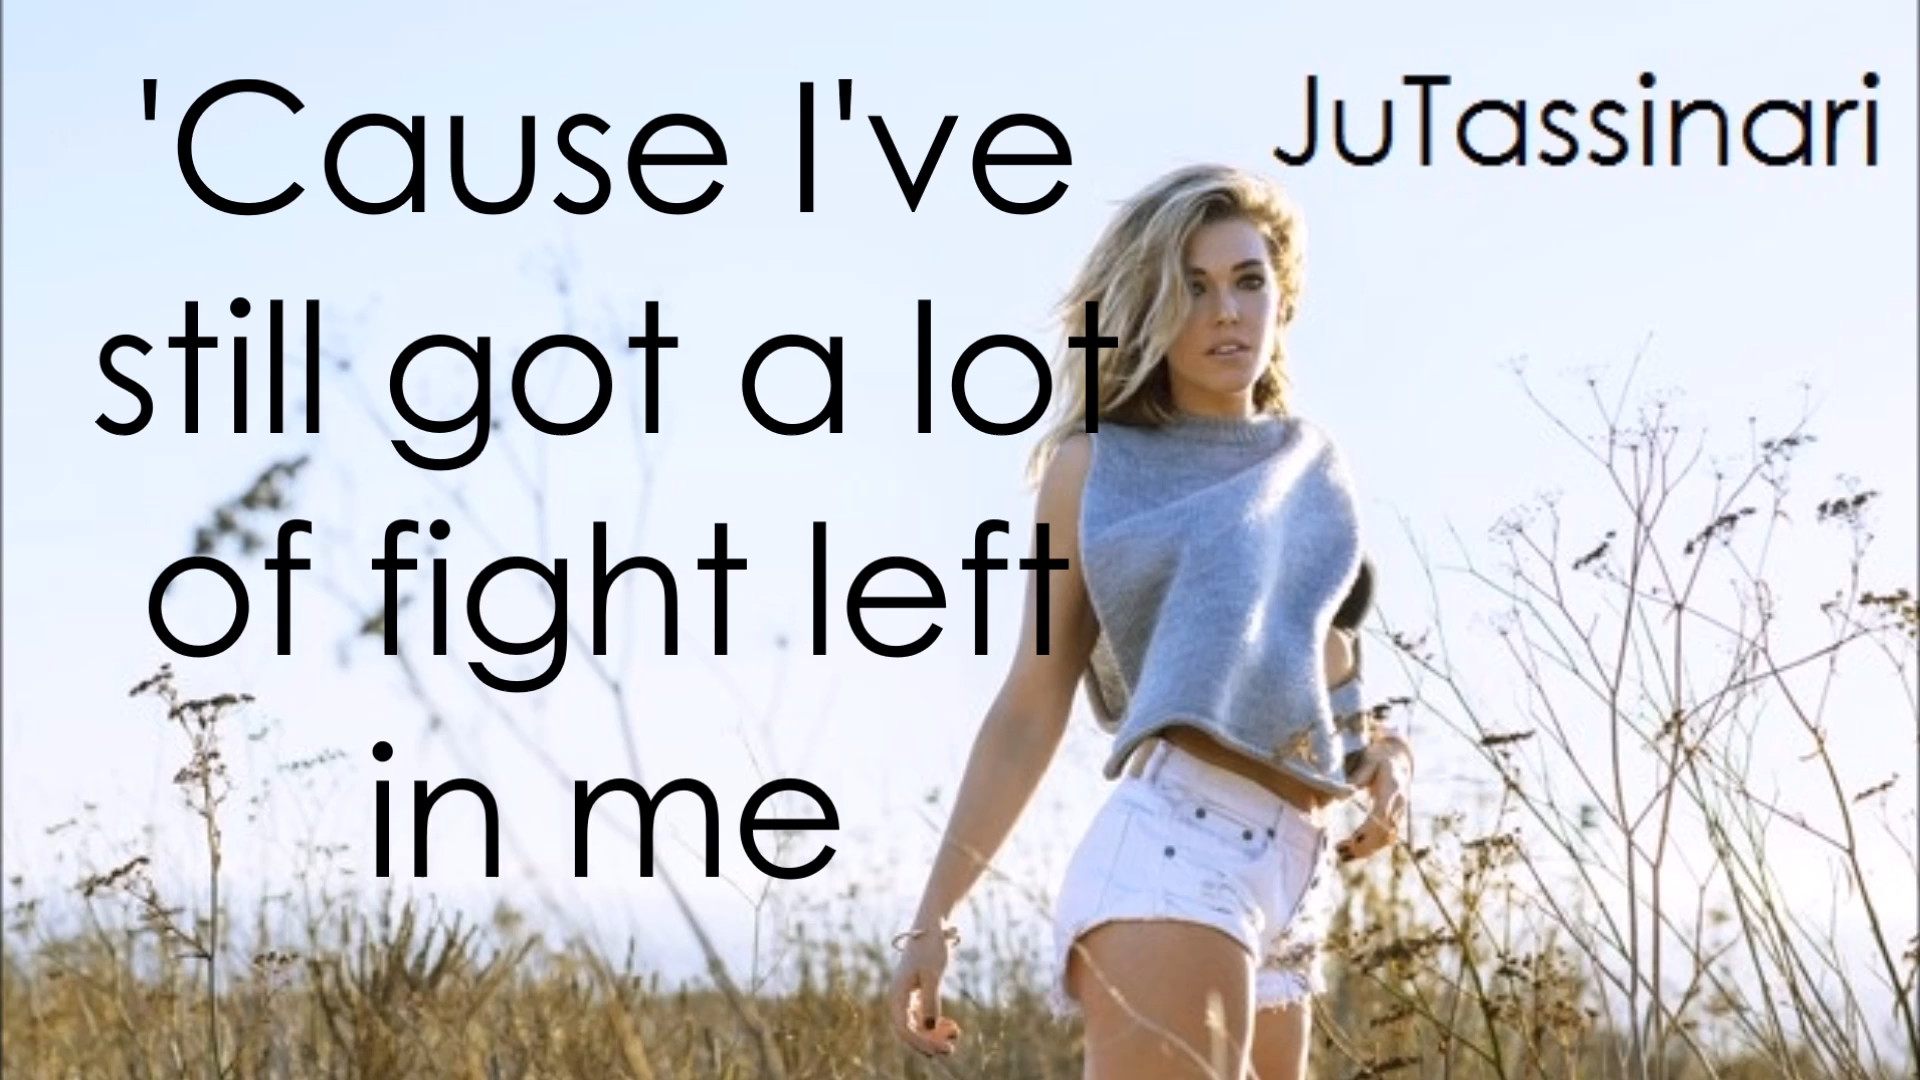 'Cause I've
still got a lot
of fight left
in me
JuTassinari